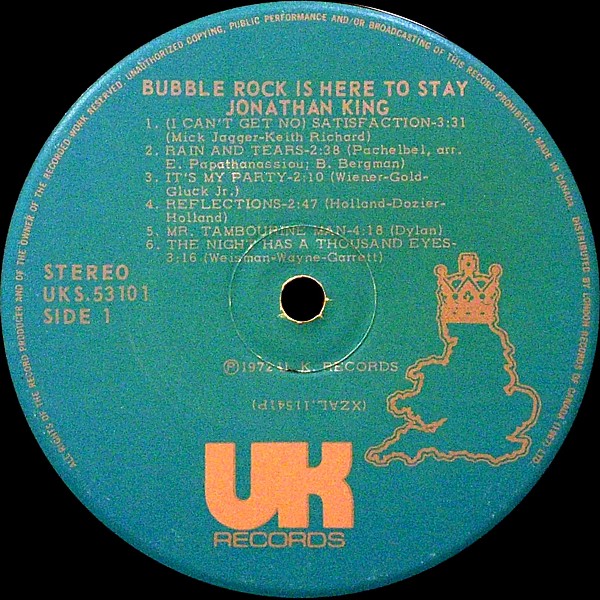 ALL RIGHTS OF THE RECORD PRODUCER AND OF THE OWNER OF THE RECORDED WORK RESERVED. UNAUTHORIZED COPYING, PUBLIC PERFORMANCE AND/OR BROADCASTING OF THIS RECORD PROHIBITED. MADE IN CANADA. DISTRIBUTED BY LONDON RECORDS OF CANADA (1967) LTD.
BUBBLE ROCK IS HERE TO STAY
JONATHAN KING
1. (I CAN'T GET NO) SATISFACTION-3:31
(Mick Jagger-Keith Richard)
2. RAIN AND TEARS-2:38 (Pachelbel, arr.
E. Papathanassiou; B. Bergman)
3. IT'S MY PARTY-2:10 (Wiener-Gold-
Gluck Jr.)
4. REFLECTIONS-2:47 (Holland-Dozier-
Holland)
5. MR. TAMBOURINE MAN-4:18 (Dylan)
6. THE NIGHT HAS A THOUSAND EYES-
3:16 (Weisman-Wayne-Garrett)
STEREO
UKS.53101
SIDE 1
Ⓟ1972 U. K. RECORDS
(XZAL.11541P)
UK
RECORDS